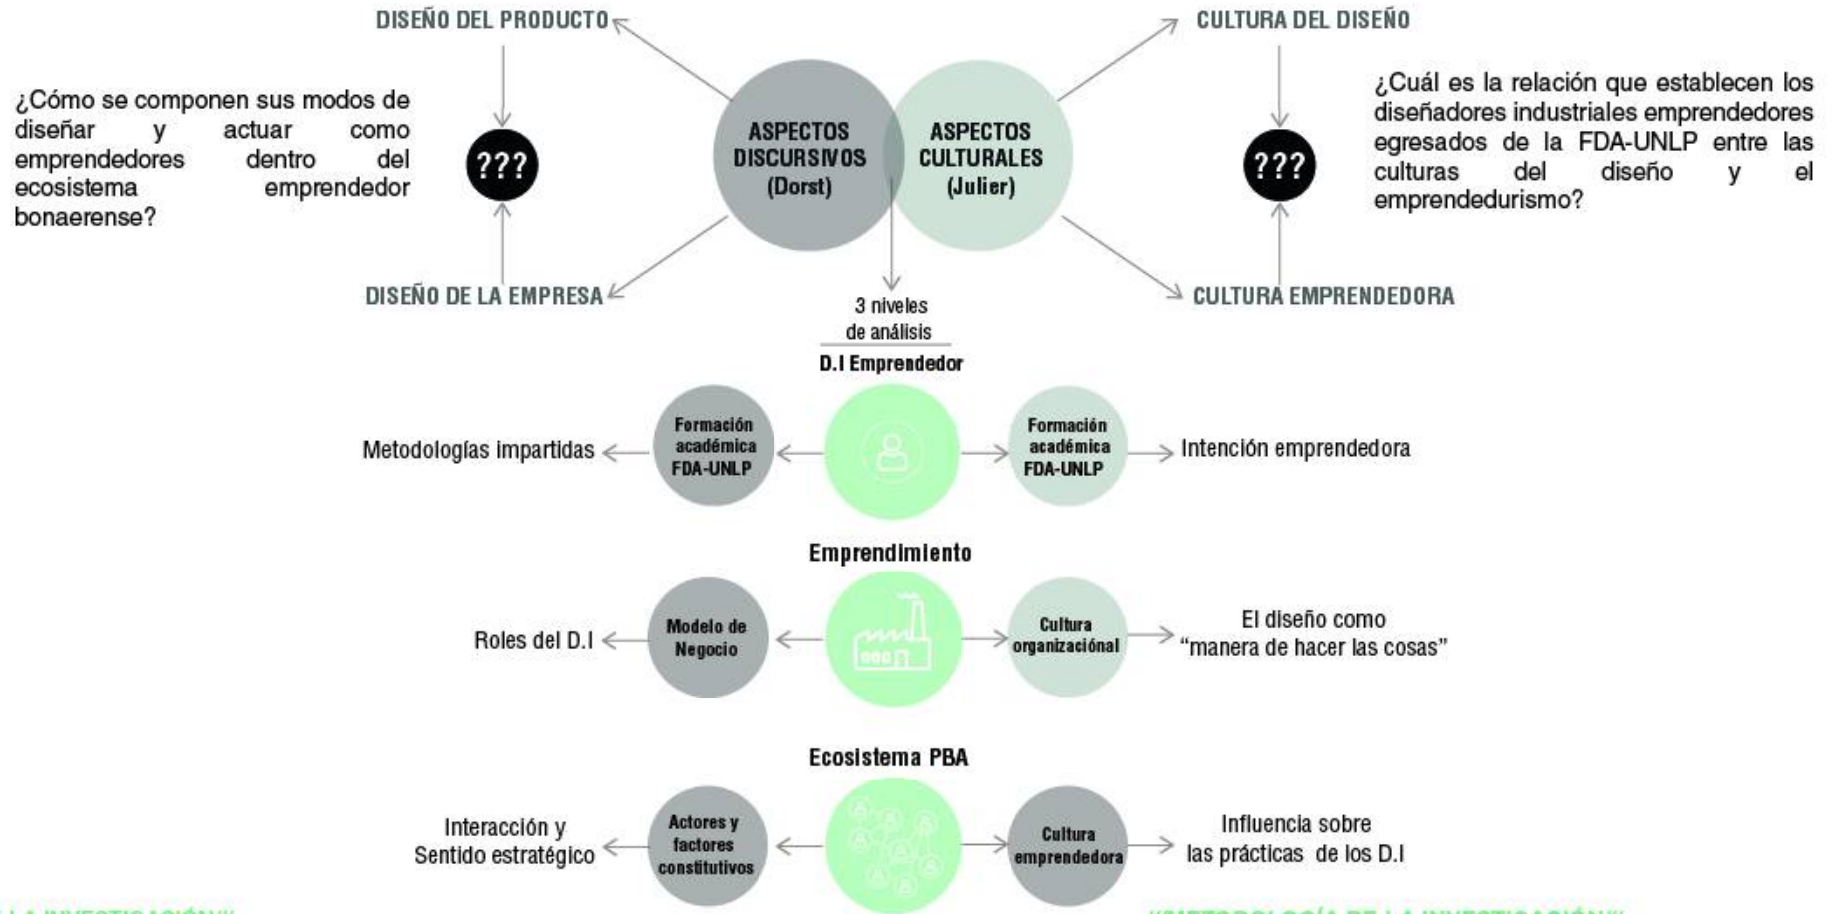 DISEÑO DEL PRODUCTO
CULTURA DEL DISEÑO
¿Cómo se componen sus modos de
diseñar y actuar como
emprendedores dentro del
ecosistema emprendedor
bonaerense?
???
ASPECTOS
DISCURSIVOS
(Dorst)
ASPECTOS
CULTURALES
(Julier)
???
¿Cuál es la relación que establecen los
diseñadores industriales emprendedores
egresados de la FDA-UNLP entre las
culturas del diseño y el
emprendedurismo?
DISEÑO DE LA EMPRESA
CULTURA EMPRENDEDORA
3 niveles
de análisis
D.I Emprendedor
Metodologías impartidas
Formación
académica
FDA-UNLP
Formación
académica
FDA-UNLP
Intención emprendedora
Emprendimiento
Roles del D.I
Modelo de
Negocio
Cultura
organizaciónal
El diseño como
“manera de hacer las cosas”
Ecosistema PBA
Interacción y
Sentido estratégico
Actores y
factores
constitutivos
Cultura
emprendedora
Influencia sobre
las prácticas de los D.I